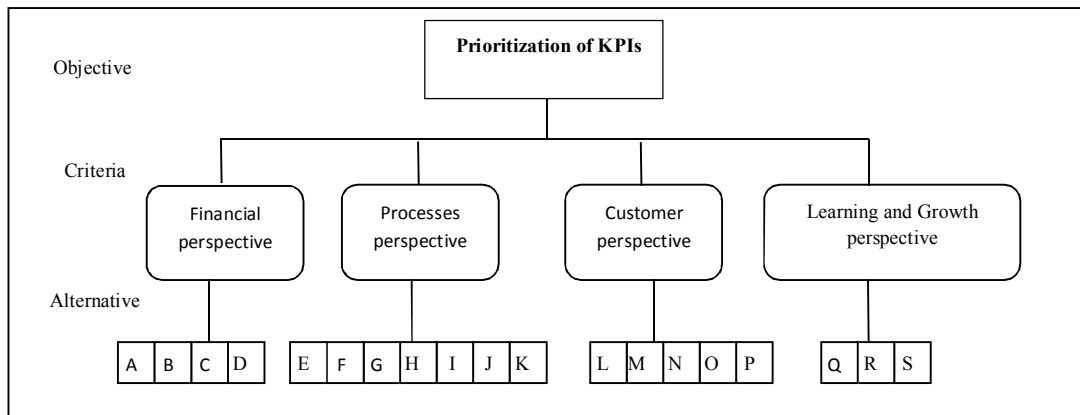 Prioritization of KPIs
Objective
Criteria
Financial
perspective
Processes
perspective
Customer
perspective
Learning and Growth
perspective
Alternative
A B C D E F G H I J K L M N O P Q R S